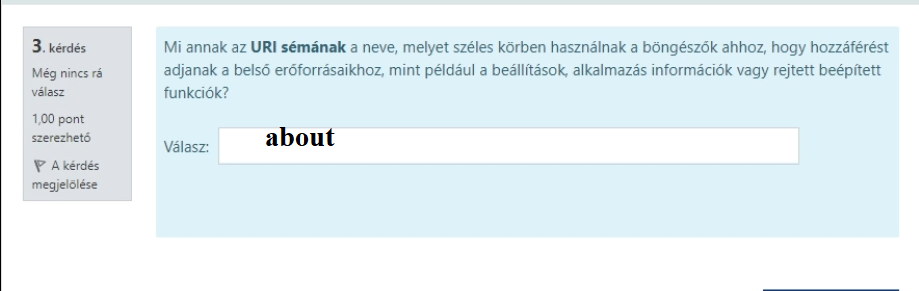 3. kérdés
Még nincs rá
válasz
1,00 pont
szerezhető
A kérdés
megjelölése
Mi annak az URI sémának a neve, melyet széles körben használnak a böngészők ahhoz, hogy hozzáférést
adjanak a belső erőforrásaikhoz, mint például a beállítások, alkalmazás információk vagy rejtett beépített
funkciók?
Válasz: about